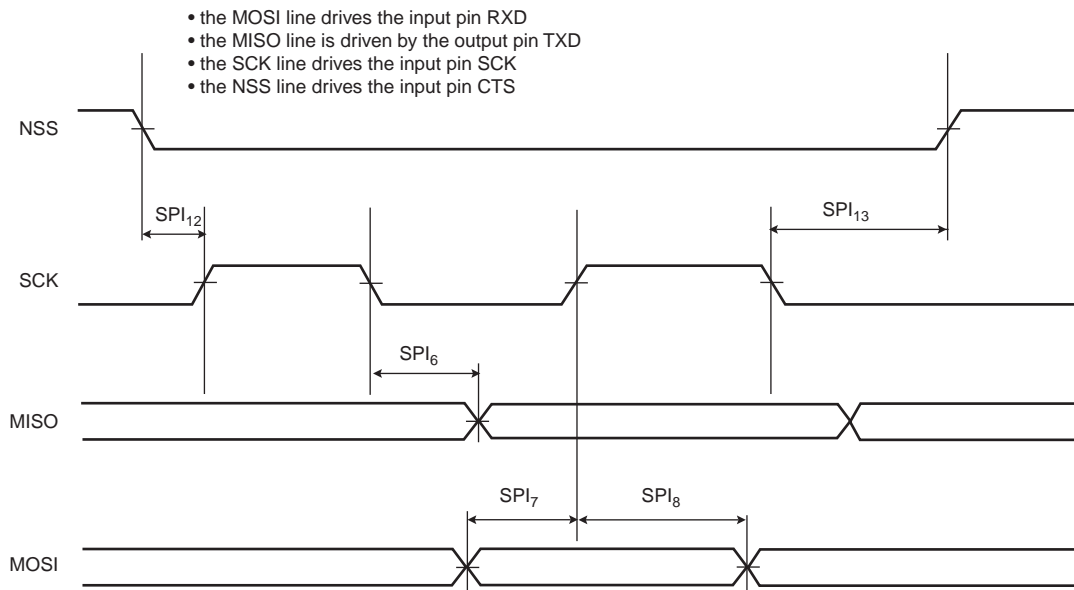 • the MOSI line drives the input pin RXD
• the MISO line is driven by the output pin TXD
• the SCK line drives the input pin SCK
• the NSS line drives the input pin CTS
NSS
SPI12
SPI13
SCK
SPI6
MISO
SPI7
SPI8
MOSI